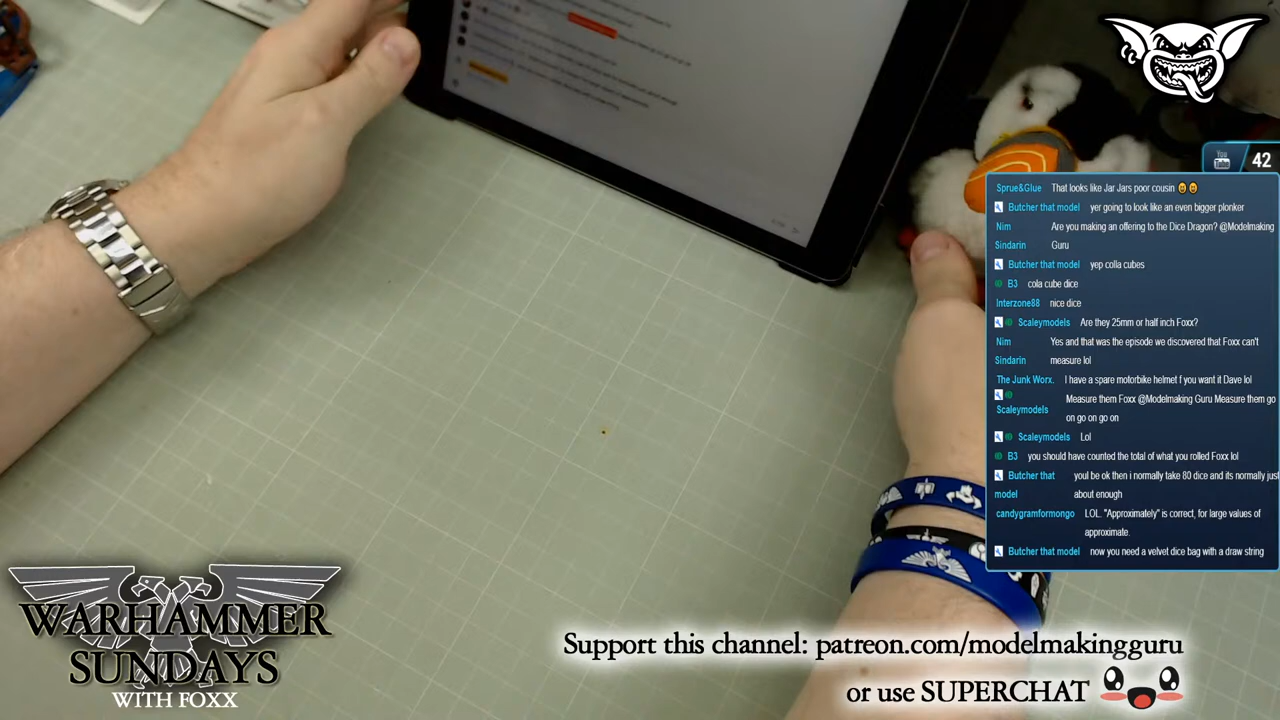 You
Tube
42
Sprue&Glue That looks like Jar Jars poor cousin
Butcher that model yer going to look like an even bigger plonker
Nim Are you making an offering to the Dice Dragon? @Modelmaking
Sindarin Guru
Butcher that model yep colla cubes
B3 cola cube dice
Interzone88 nice dice
Scaleymodels Are they 25mm or half inch Foxx?
Nim Yes and that was the episode we discovered that Foxx can't
Sindarin measure lol
The Junk Worx. I have a spare motorbike helmet f you want it Dave lol
Measure them Foxx @Modelmaking Guru Measure them go
Scaleymodels on go on go on
Scaleymodels Lol
B3 you should have counted the total of what you rolled Foxx lol
Butcher that youl be ok then i normally take 80 dice and its normally just
model about enough
candygramformongo LOL. "Approximately" is correct, for large values of
approximate.
Butcher that model now you need a velvet dice bag with a draw string
WARHAMMER
SUNDAYS
WITH FOXX
Support this channel: patreon.com/modelmakingguru
or use SUPERCHAT